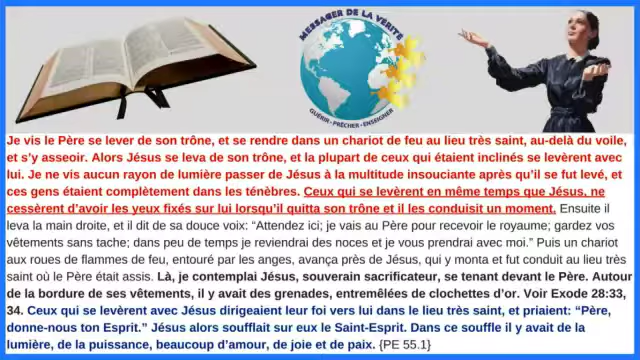 MESSAGER DE LA VÉRITÉ
GUÉRIR - PRÊCHER - ENSEIGNER
Je vis le Père se lever de son trône, et se rendre dans un chariot de feu au lieu très saint, au-delà du voile,
et s’y asseoir. Alors Jésus se leva de son trône, et la plupart de ceux qui étaient inclinés se levèrent avec
lui. Je ne vis aucun rayon de lumière passer de Jésus à la multitude insouciante après qu’il se fut levé, et
ces gens étaient complètement dans les ténèbres. Ceux qui se levèrent en même temps que Jésus, ne
cessèrent d’avoir les yeux fixés sur lui lorsqu’il quitta son trône et il les conduisit un moment. Ensuite il
leva la main droite, et il dit de sa douce voix: “Attendez ici; je vais au Père pour recevoir le royaume; gardez vos
vêtements sans tache; dans peu de temps je reviendrai des noces et je vous prendrai avec moi.” Puis un chariot
aux roues de flammes de feu, entouré par les anges, avança près de Jésus, qui y monta et fut conduit au lieu très
saint où le Père était assis. Là, je contemplai Jésus, souverain sacrificateur, se tenant devant le Père. Autour
de la bordure de ses vêtements, il y avait des grenades, entremêlées de clochettes d’or. Voir Exode 28:33,
34. Ceux qui se levèrent avec Jésus dirigeaient leur foi vers lui dans le lieu très saint, et priaient: “Père,
donne-nous ton Esprit.” Jésus alors soufflait sur eux le Saint-Esprit. Dans ce souffle il y avait de la
lumière, de la puissance, beaucoup d’amour, de joie et de paix. {PE 55.1}